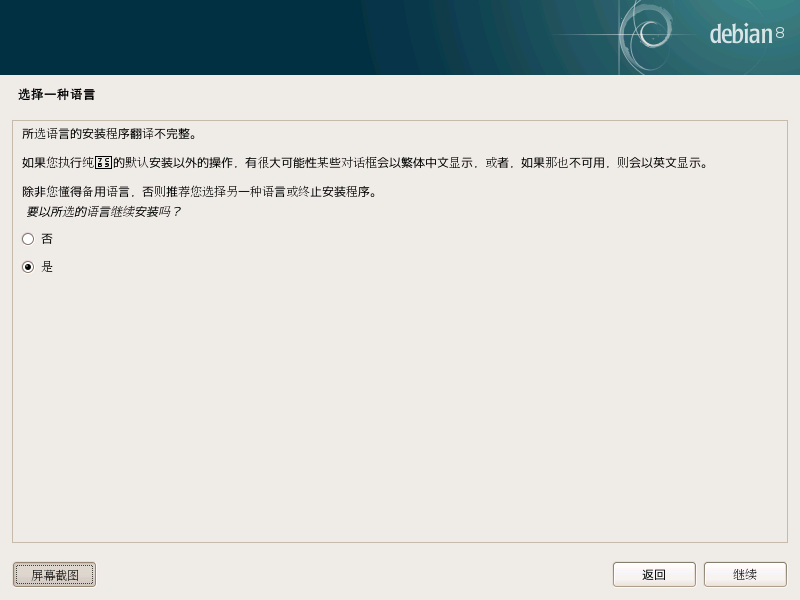 debian 8
选择一种语言
所选语言的安装程序翻译不完整。
如果您执行纯的默认安装以外的操作，有很大可能性某些对话框会以繁体中文显示，或者，如果那也不可用，则会以英文显示。
除非您懂得备用语言，否则推荐您选择另一种语言或终止安装程序。
要以所选的语言继续安装吗？
否
是
屏幕截图
返回
继续